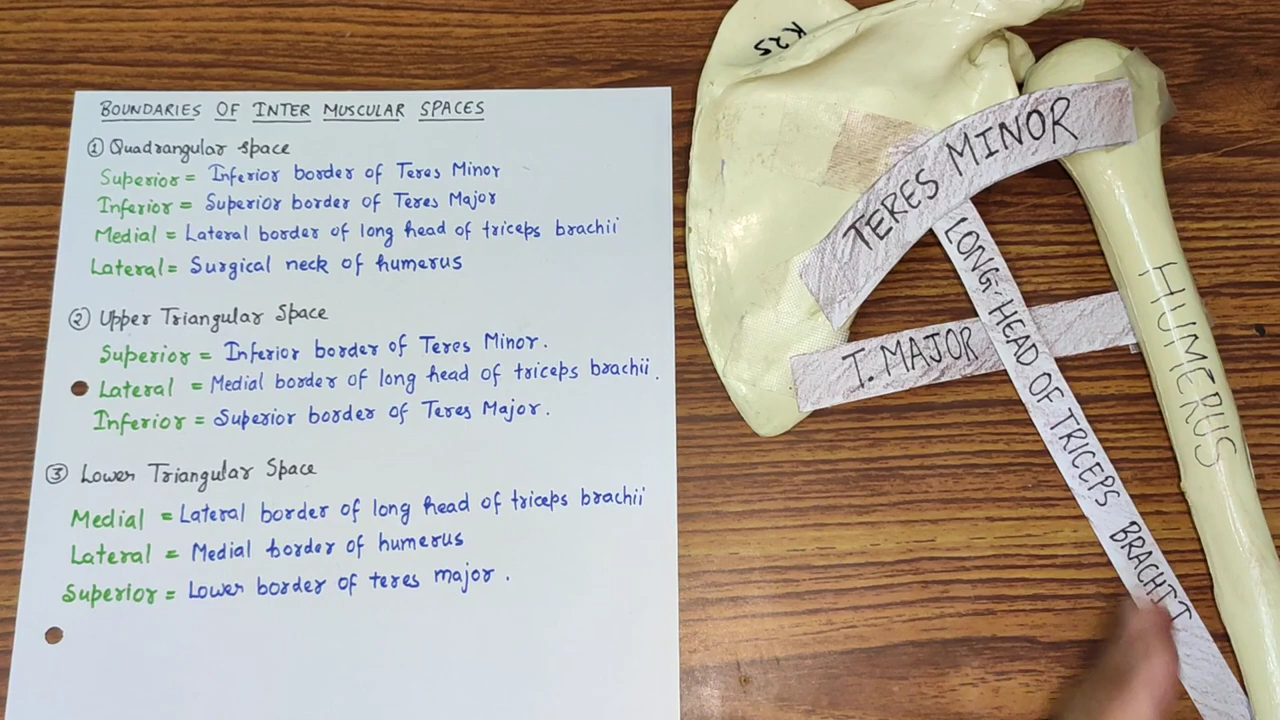 BOUNDARIES OF INTER MUSCULAR SPACES
① Quadrangular space
Superior = Inferior border of Teres Minor
Inferior = Superior border of Teres Major
Medial = Lateral border of long head of triceps brachii
Lateral = Surgical neck of humerus
② Upper Triangular Space
Superior = Inferior border of Teres Minor.
Lateral = Medial border of long head of triceps brachii.
Inferior = Superior border of Teres Major.
③ Lower Triangular Space
Medial = Lateral border of long head of triceps brachii
Lateral = Medial border of humerus
Superior = Lower border of teres major.
TERES MINOR
T. MAJOR
LONG-HEAD OF TRICEPS BRACHII
HUMERUS